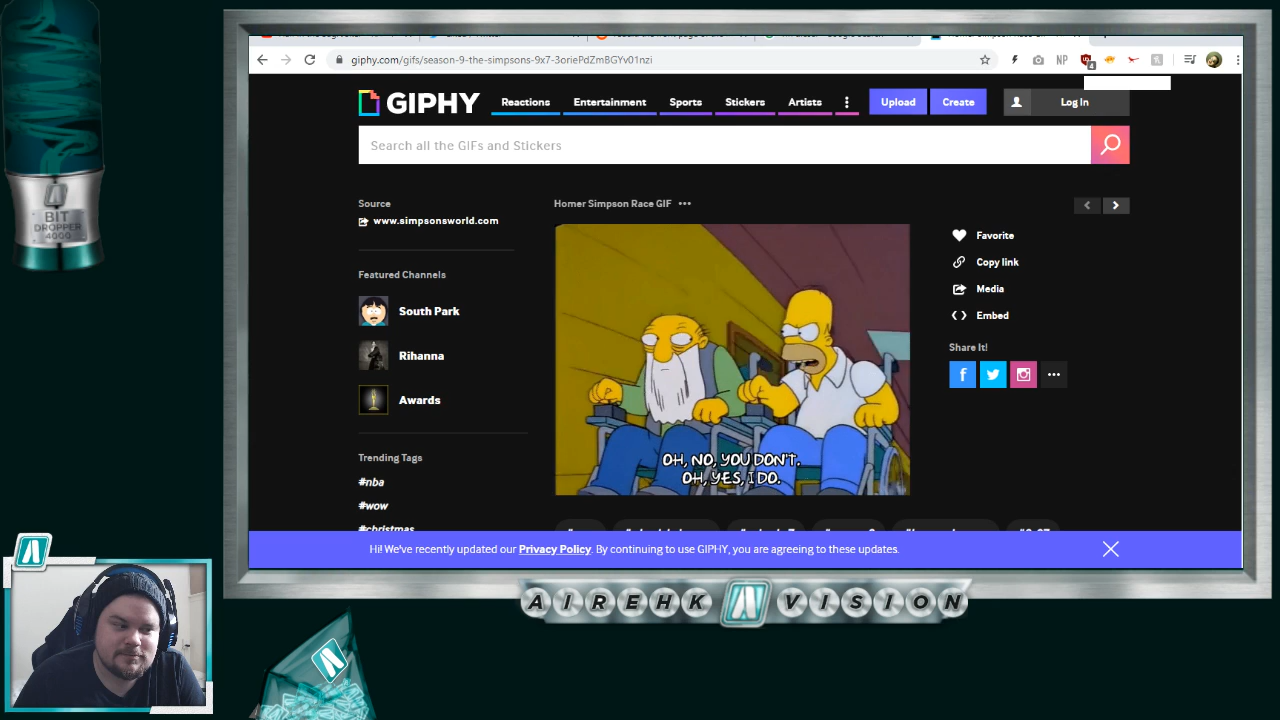 giphy.com/gifs/season-9-the-simpsons-9x7-3oriePdZmBGYv01nzi
NP
4
GIPHY
Reactions
Entertainment
Sports
Stickers
Artists
Upload
Create
Log In
Search all the GIFs and Stickers
Source
www.simpsonsworld.com
Featured Channels
South Park
Rihanna
Awards
Trending Tags
#nba
#wow
#christmas
Homer Simpson Race GIF
OH, NO, YOU DON'T.
OH, YES, I DO.
Favorite
Copy link
Media
Embed
Share It!
Hi! We've recently updated our Privacy Policy. By continuing to use GIPHY, you are agreeing to these updates.
BIT
DROPPER
4000
AIREHK VISION